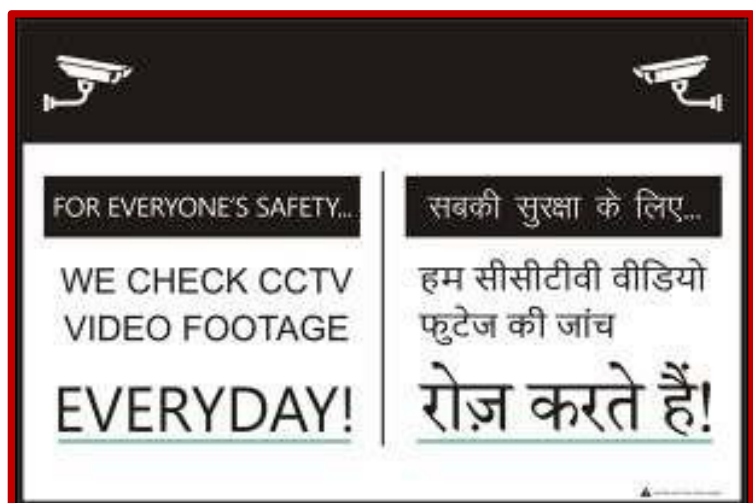 FOR EVERYONE'S SAFETY...
WE CHECK CCTV
VIDEO FOOTAGE
EVERYDAY!
सबकी सुरक्षा के लिए...
हम सीसीटीवी वीडियो
फुटेज की जांच
रोज़ करते हैं!